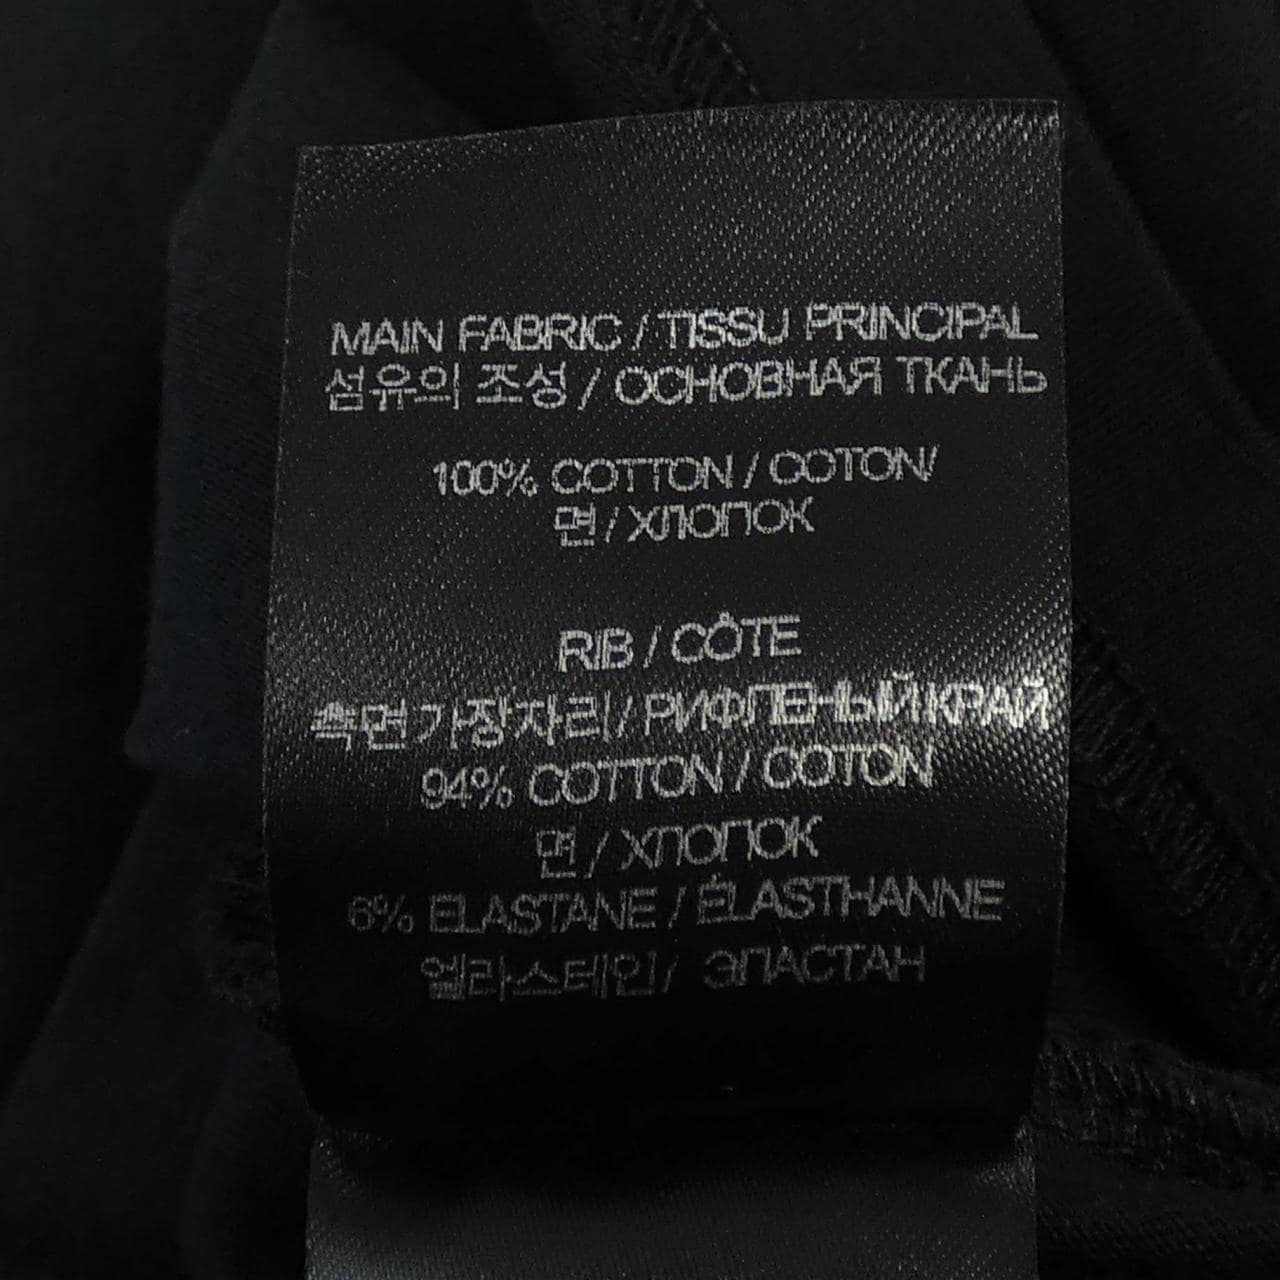 MAIN FABRIC / TISSU PRINCIPAL
섬유의 조성 / ОСНОВНАЯ ТКАНЬ
100% COTTON / COTON/
면 / ХЛОПОК
RIB / CÔTE
측면가장자리 / РИФЛЕНЫЙ КРАЙ
94% COTTON / COTON
면 / ХЛОПОК
6% ELASTANE / ÉLASTHANNE
엘라스테인/ ЭЛАСТАН